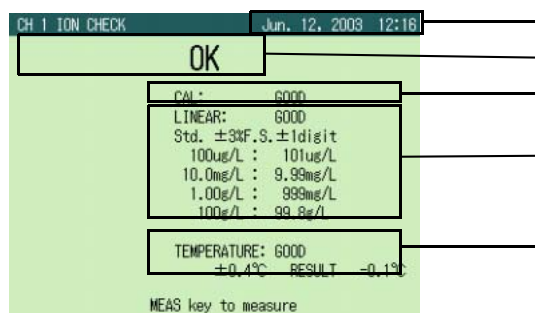 CH 1 ION CHECK Jun. 12, 2003 12:16
OK
CAL: GOOD
LINEAR: GOOD
Std. ±3%F.S.±1digit
100ug/L : 101ug/L
10.0mg/L : 9.99mg/L
1.00g/L : 999mg/L
100g/L : 99.8g/L
TEMPERATURE: GOOD
±0.4℃ RESULT -0.1℃
MEAS key to measure